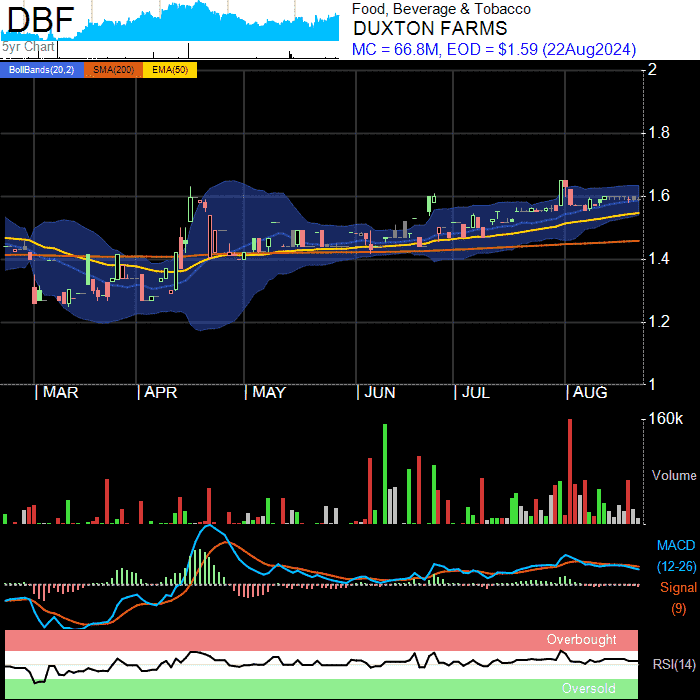 DBF
5yr Chart
Food, Beverage & Tobacco
DUXTON FARMS
MC = 66.8M, EOD = $1.59 (22Aug2024)
BollBands(20,2) SMA(200) EMA(50)
2
1.8
1.6
1.4
1.2
1
| MAR | APR | MAY | JUN | JUL | AUG
160k
Volume
MACD
(12-26)
Signal
(9)
Overbought
RSI(14)
Oversold